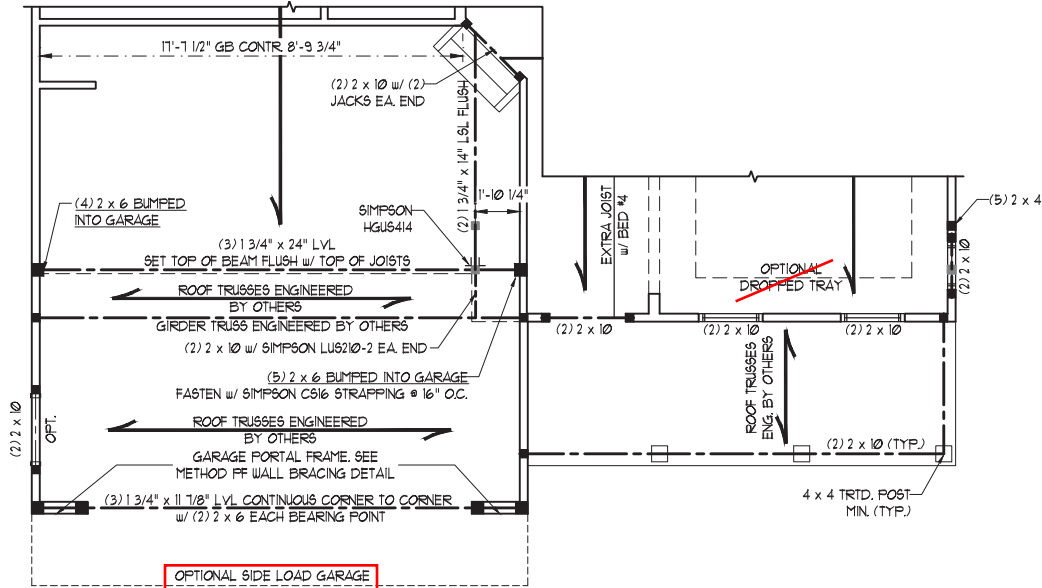 17'-7 1/2" GB CONTR. 8'-9 3/4"
(2) 2 x 10 w/ (2)
JACKS EA. END
(2) 1 3/4" x 14" LSL FLUSH
1'-10 1/4"
(4) 2 x 6 BUMPED
INTO GARAGE
SIMPSON
HGUS414
(3) 1 3/4" x 24" LVL
SET TOP OF BEAM FLUSH w/ TOP OF JOISTS
EXTRA JOIST
w/ BED #4
(5) 2 x 4
(2) 2 x 10
OPTIONAL
DROPPED TRAY
ROOF TRUSSES ENGINEERED
BY OTHERS
GIRDER TRUSS ENGINEERED BY OTHERS
(2) 2 x 10
(2) 2 x 10
(2) 2 x 10
(2) 2 x 10 w/ SIMPSON LUS210-2 EA. END
(5) 2 x 6 BUMPED INTO GARAGE
FASTEN w/ SIMPSON CS16 STRAPPING @ 16" O.C.
ROOF TRUSSES
ENG. BY OTHERS
(2) 2 x 10
OPT.
ROOF TRUSSES ENGINEERED
BY OTHERS
(2) 2 x 10 (TYP.)
GARAGE PORTAL FRAME. SEE
METHOD PF WALL BRACING DETAIL
(3) 1 3/4" x 11 7/8" LVL CONTINUOUS CORNER TO CORNER
w/ (2) 2 x 6 EACH BEARING POINT
4 x 4 TRTD. POST
MIN. (TYP.)
OPTIONAL SIDE LOAD GARAGE